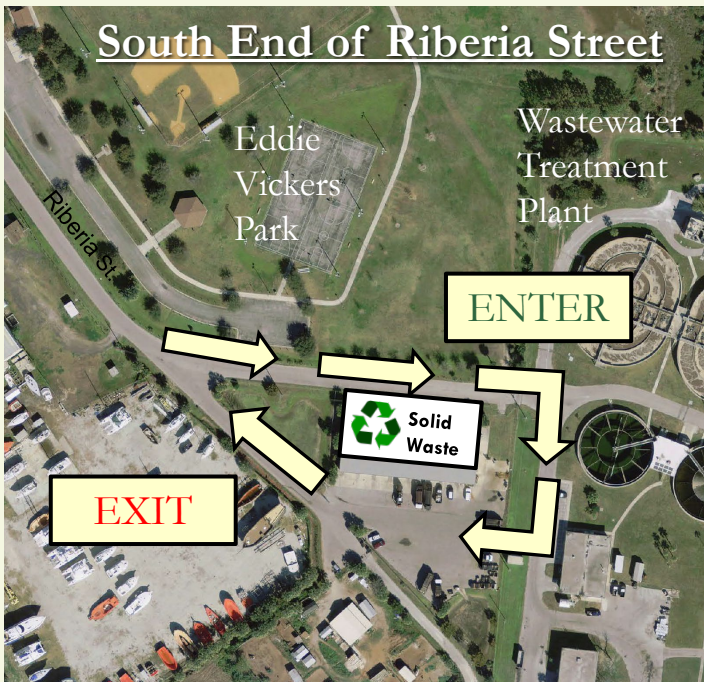 South End of Riberia Street
Eddie
Vickers
Park
Wastewater
Treatment
Plant
Riberia St.
ENTER
Solid
Waste
EXIT